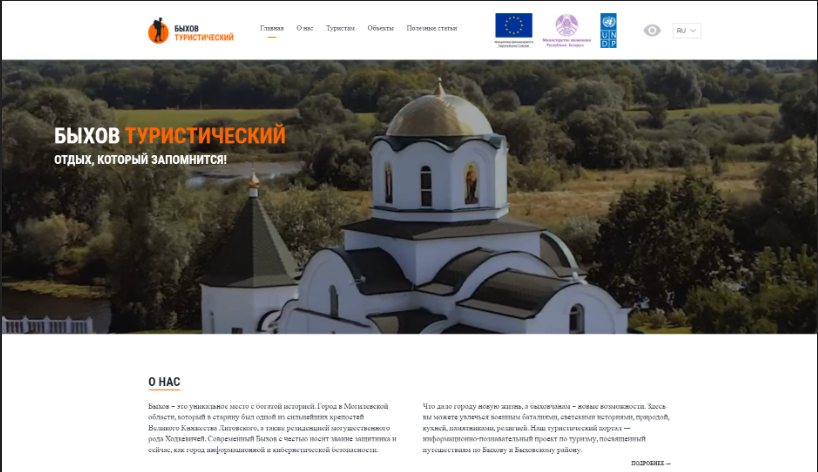 БЫХОВ
ТУРИСТИЧЕСКИЙ
Главная О нас Туристам Объекты Полезные статьи
Министерство экономики
Республики Беларусь
UN
DP
RU
БЫХОВ ТУРИСТИЧЕСКИЙ
ОТДЫХ, КОТОРЫЙ ЗАПОМНИТСЯ!
О НАС
Быхов – это уникальное место с богатой историей. Город в Могилевской
области, который в старину был одной из сильнейших крепостей
Великого Княжества Литовского, а также резиденцией могущественного
рода Ходкевичей. Современный Быхов с честью носит звание защитника и
сейчас, как город информационной и кибернетической безопасности.
Что дало городу новую жизнь, а быховчанам – новые возможности. Здесь
вы можете увлечься военными баталиями, светскими историями, природой,
кухней, памятниками, религией. Наш туристический портал —
информационно-познавательный проект по туризму, посвященный
путешествиям по Быхову и Быховскому району.
ПОДРОБНЕЕ →